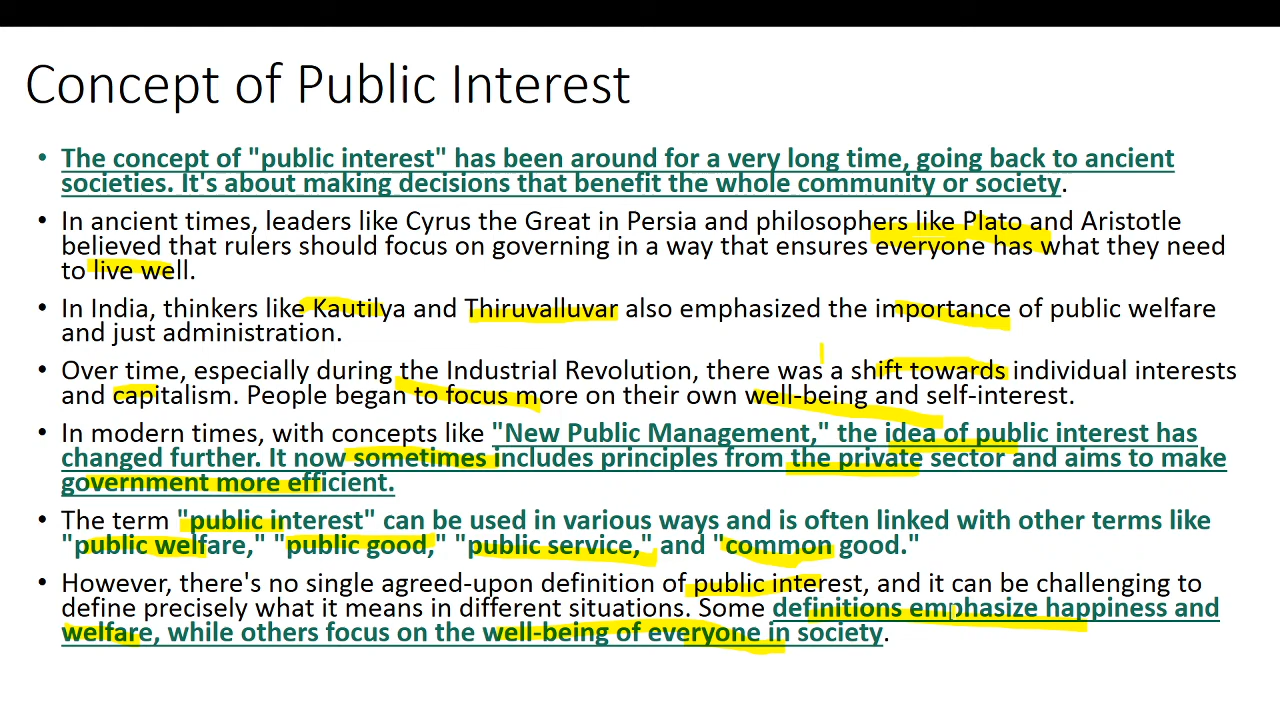 Concept of Public Interest
• The concept of "public interest" has been around for a very long time, going back to ancient
societies. It's about making decisions that benefit the whole community or society.
• In ancient times, leaders like Cyrus the Great in Persia and philosophers like Plato and Aristotle
believed that rulers should focus on governing in a way that ensures everyone has what they need
to live well.
• In India, thinkers like Kautilya and Thiruvalluvar also emphasized the importance of public welfare
and just administration.
• Over time, especially during the Industrial Revolution, there was a shift towards individual interests
and capitalism. People began to focus more on their own well-being and self-interest.
• In modern times, with concepts like "New Public Management," the idea of public interest has
changed further. It now sometimes includes principles from the private sector and aims to make
government more efficient.
• The term "public interest" can be used in various ways and is often linked with other terms like
"public welfare," "public good," "public service," and "common good."
• However, there's no single agreed-upon definition of public interest, and it can be challenging to
define precisely what it means in different situations. Some definitions emphasize happiness and
welfare, while others focus on the well-being of everyone in society.